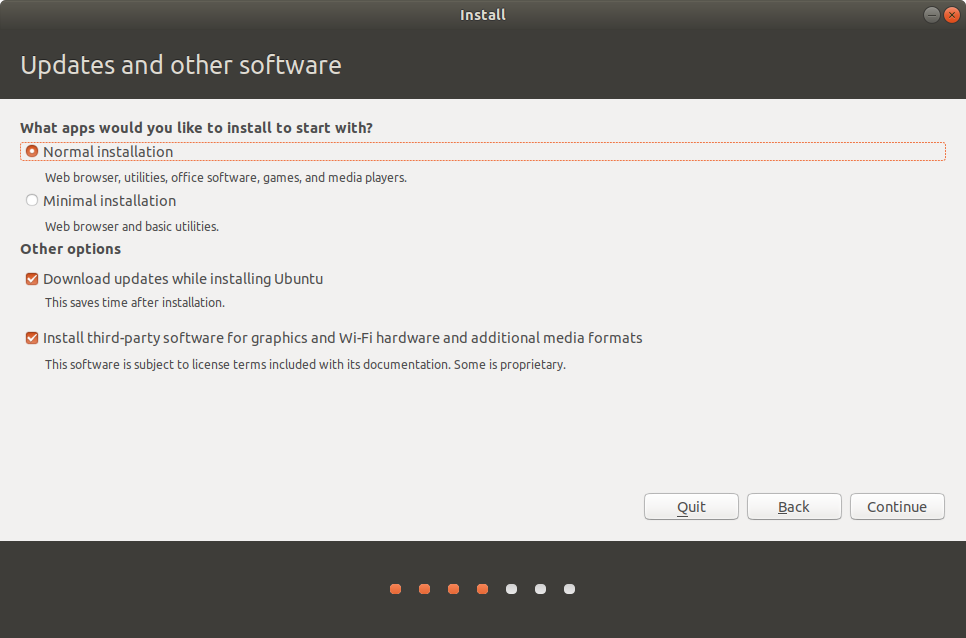 Install
Updates and other software
What apps would you like to install to start with?
Normal installation
Web browser, utilities, office software, games, and media players.
Minimal installation
Web browser and basic utilities.
Other options
Download updates while installing Ubuntu
This saves time after installation.
Install third-party software for graphics and Wi-Fi hardware and additional media formats
This software is subject to license terms included with its documentation. Some is proprietary.
Quit Back Continue